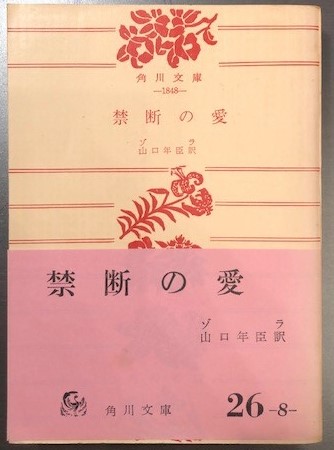 角川文庫
—1848—
禁断の愛
ゾラ
山口年臣訳
禁断の愛
ゾラ
山口年臣訳
角川文庫
26-8-